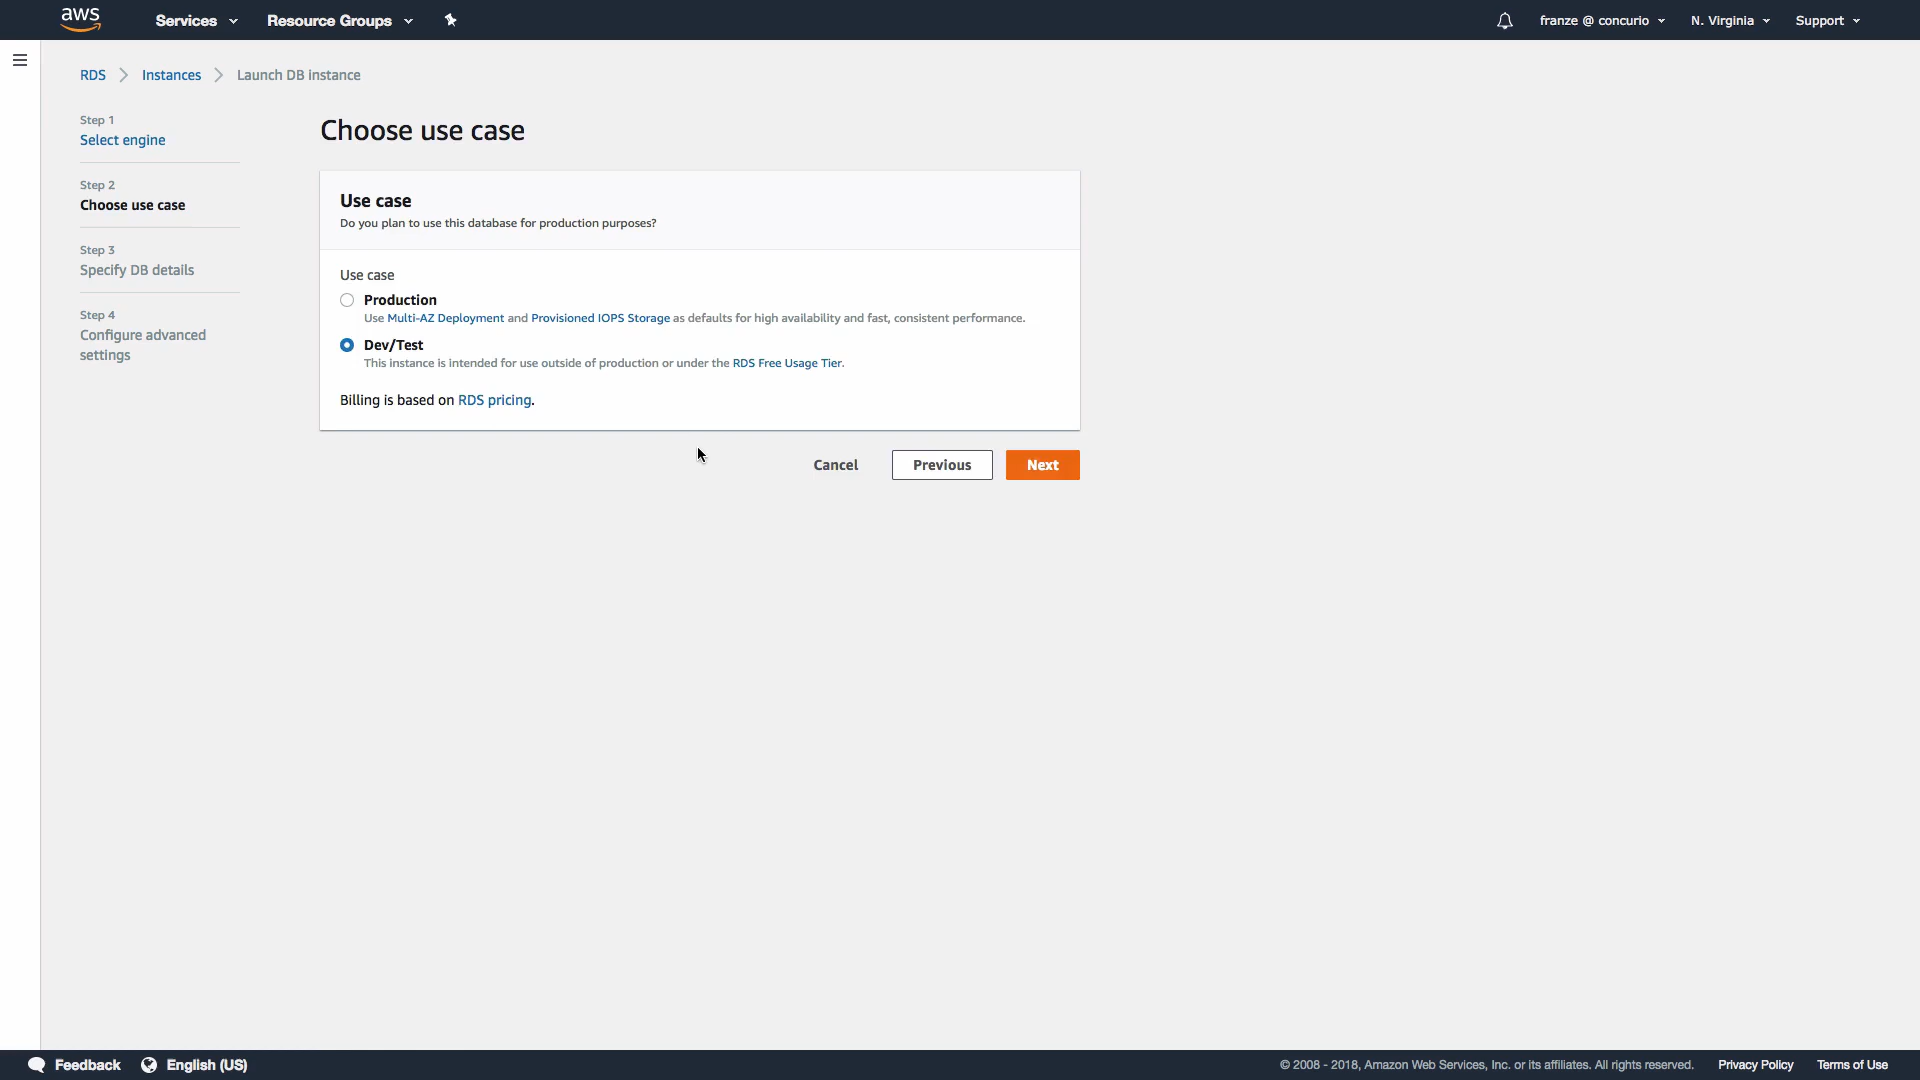 aws Services Resource Groups franze @ concurio N. Virginia Support
RDS Instances Launch DB instance
Step 1
Select engine
Step 2
Choose use case
Step 3
Specify DB details
Step 4
Configure advanced
settings
Choose use case
Use case
Do you plan to use this database for production purposes?
Use case
Production
Use Multi-AZ Deployment and Provisioned IOPS Storage as defaults for high availability and fast, consistent performance.
Dev/Test
This instance is intended for use outside of production or under the RDS Free Usage Tier.
Billing is based on RDS pricing.
Cancel Previous Next
Feedback English (US) © 2008 - 2018, Amazon Web Services, Inc. or its affiliates. All rights reserved. Privacy Policy Terms of Use